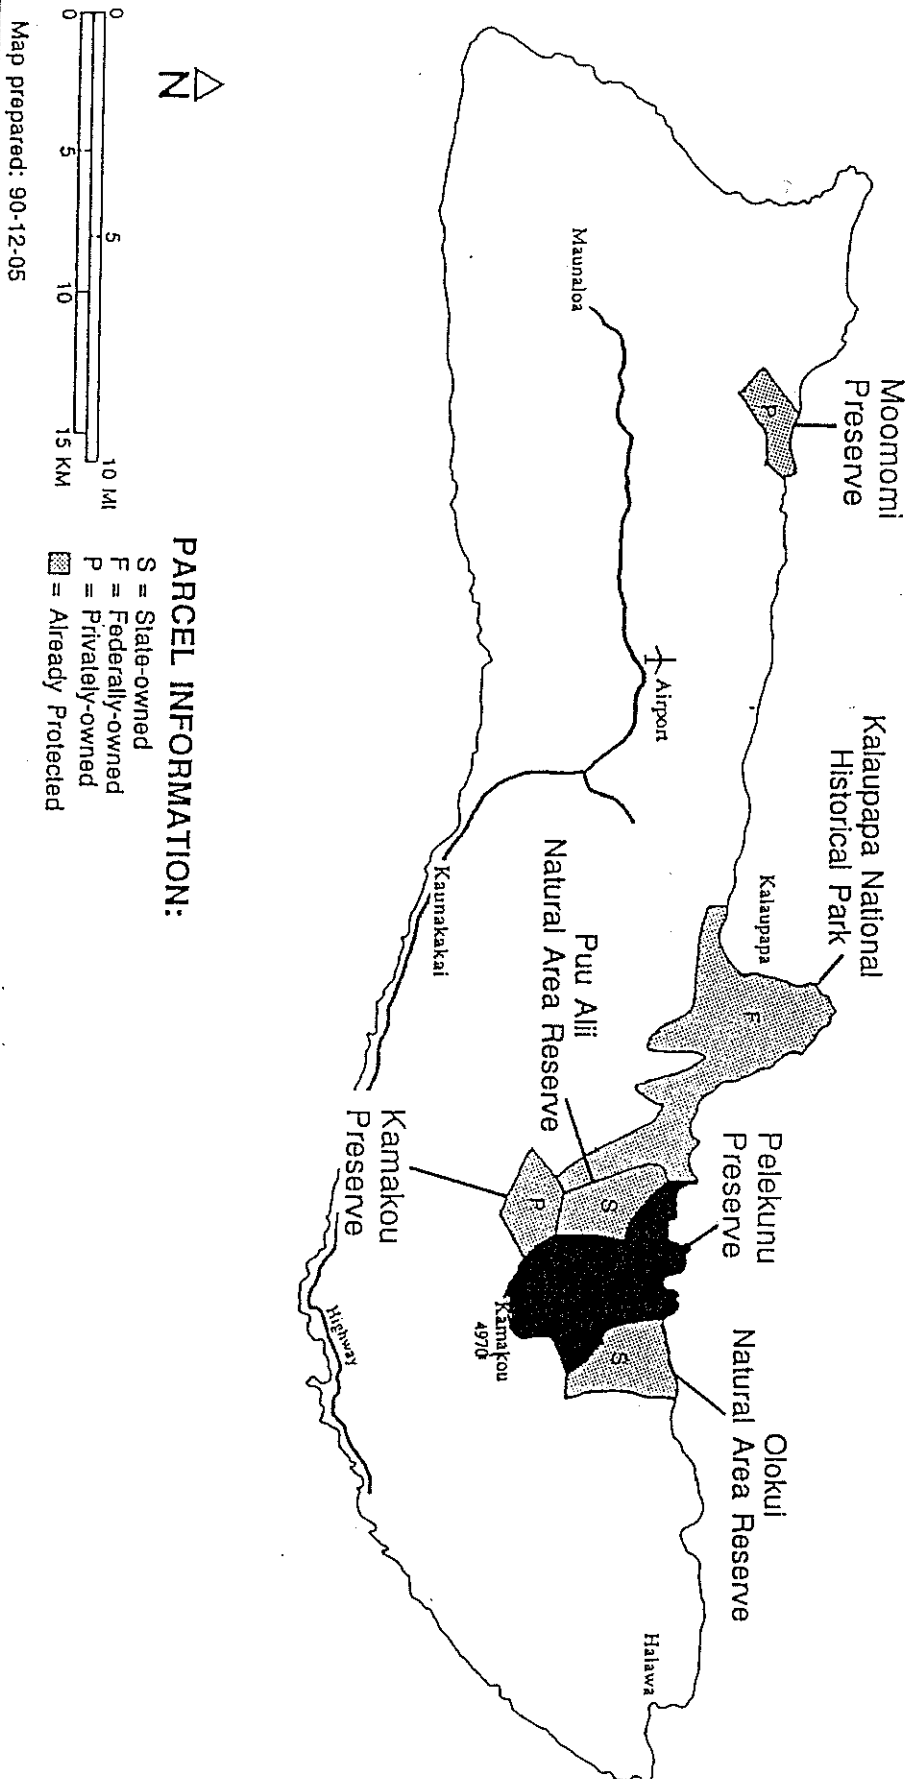 Moomomi
Preserve
Kalaupapa National
Historical Park
Kalaupapa
Pelekunu
Preserve
Olokui
Natural Area Reserve
Halawa
Maunaloa
Airport
Puu Alii
Natural Area Reserve
P
F
S
P
S
Kamakou
4970'
Kaunakakai
Kamakou
Preserve
Highway
N
0 5 10 MI
0 5 10 15 KM
Map prepared: 90-12-05
PARCEL INFORMATION:
S = State-owned
F = Federally-owned
P = Privately-owned
= Already Protected